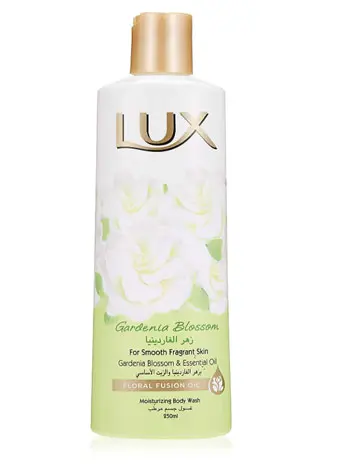 LUX
Gardenia Blossom
زهر الغاردينيا
For Smooth Fragrant Skin
Gardenia Blossom & Essential Oil
بزهر الغاردينيا والزيت الأساسي
FLORAL FUSION OIL
Moisturizing Body Wash
غسول جسم مرطب
250ml